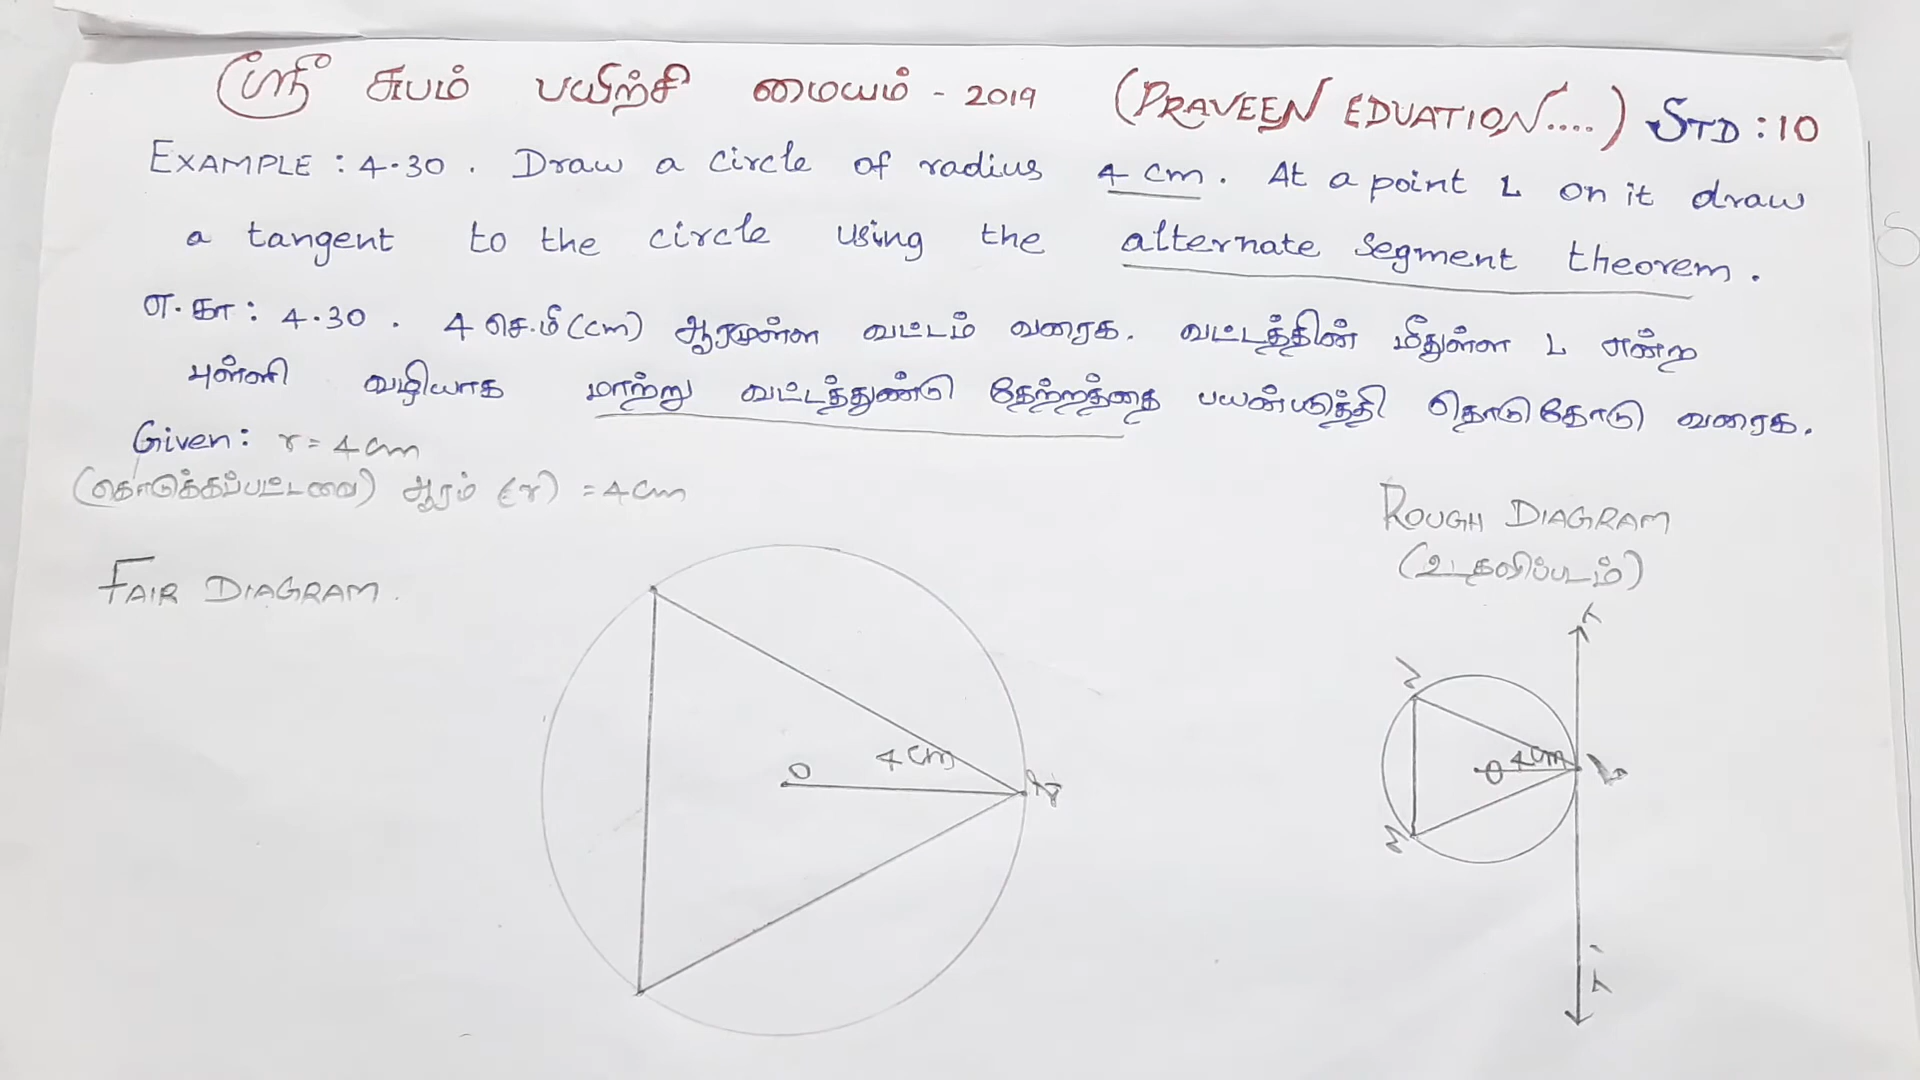 ஸ்ரீ சுபம் பயிற்சி மையம் - 2019 (PRAVEEN EDUATION....) STD : 10
EXAMPLE : 4.30 . Draw a circle of radius 4 cm. At a point L on it draw
a tangent to the circle using the alternate segment theorem.
எ.கா : 4.30 . 4 செ.மீ (cm) ஆரமுள்ள வட்டம் வரைக. வட்டத்தின் மீதுள்ள L என்ற
புள்ளி வழியாக மாற்று வட்டத்துண்டு தேற்றத்தை பயன்படுத்தி தொடுகோடு வரைக.
Given: r = 4 cm
(கொடுக்கப்பட்டவை) ஆரம் (r) = 4 cm
ROUGH DIAGRAM
(உதவிப்படம்)
FAIR DIAGRAM.
O 4 cm
O 4 cm